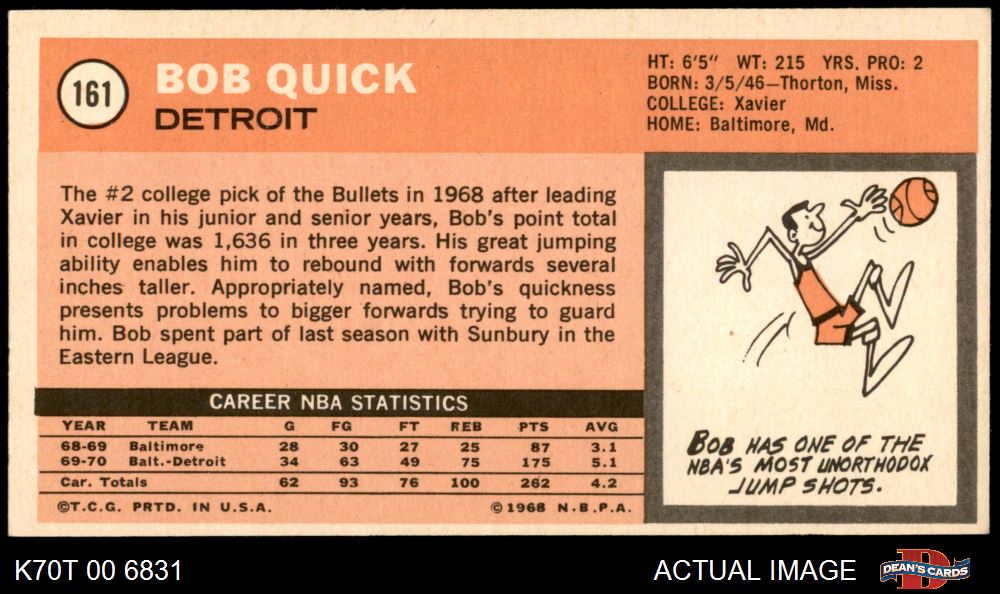 161
BOB QUICK
DETROIT
HT: 6'5" WT: 215 YRS. PRO: 2
BORN: 3/5/46—Thorton, Miss.
COLLEGE: Xavier
HOME: Baltimore, Md.
The #2 college pick of the Bullets in 1968 after leading
Xavier in his junior and senior years, Bob's point total
in college was 1,636 in three years. His great jumping
ability enables him to rebound with forwards several
inches taller. Appropriately named, Bob's quickness
presents problems to bigger forwards trying to guard
him. Bob spent part of last season with Sunbury in the
Eastern League.
CAREER NBA STATISTICS
YEAR TEAM G FG FT REB PTS AVG
68-69 Baltimore 28 30 27 25 87 3.1
69-70 Balt.-Detroit 34 63 49 75 175 5.1
Car. Totals 62 93 76 100 262 4.2
©T.C.G. PRTD. IN U.S.A. ©1968 N.B.P.A.
BOB HAS ONE OF THE
NBA'S MOST UNORTHODOX
JUMP SHOTS.
K70T 00 6831
ACTUAL IMAGE
D
DEAN'S CARDS